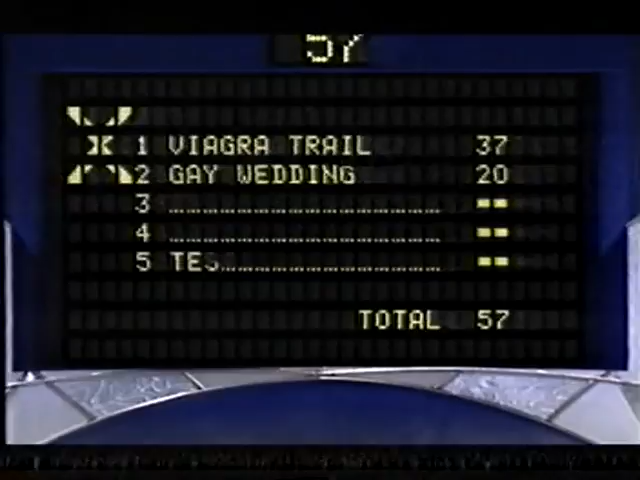 57
1 VIAGRA TRAIL 37
2 GAY WEDDING 20
3 ........................ --
4 ........................ --
5 TES..................... --
TOTAL 57